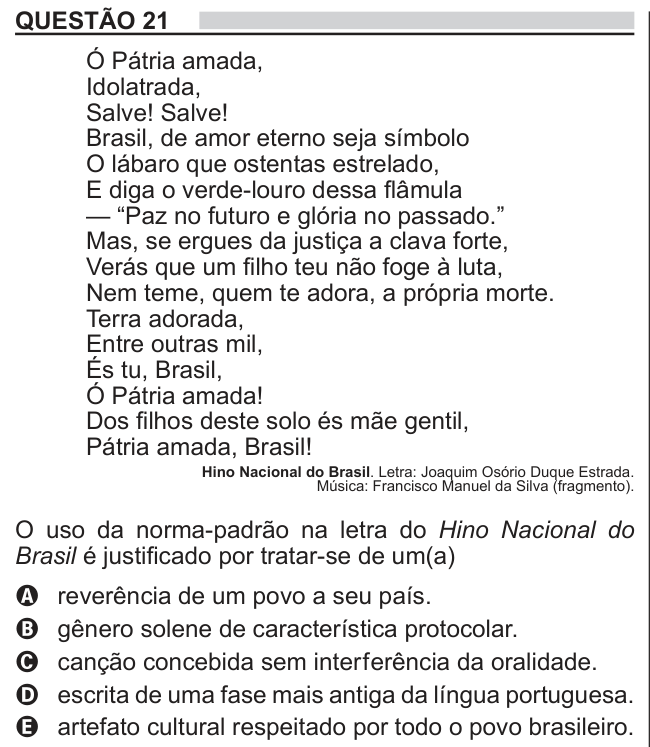 QUESTÃO 21
Ó Pátria amada,
Idolatrada,
Salve! Salve!
Brasil, de amor eterno seja símbolo
O lábaro que ostentas estrelado,
E diga o verde-louro dessa flâmula
— “Paz no futuro e glória no passado.”
Mas, se ergues da justiça a clava forte,
Verás que um filho teu não foge à luta,
Nem teme, quem te adora, a própria morte.
Terra adorada,
Entre outras mil,
És tu, Brasil,
Ó Pátria amada!
Dos filhos deste solo és mãe gentil,
Pátria amada, Brasil!
Hino Nacional do Brasil. Letra: Joaquim Osório Duque Estrada.
Música: Francisco Manuel da Silva (fragmento).
O uso da norma-padrão na letra do Hino Nacional do
Brasil é justificado por tratar-se de um(a)
A reverência de um povo a seu país.
B gênero solene de característica protocolar.
C canção concebida sem interferência da oralidade.
D escrita de uma fase mais antiga da língua portuguesa.
E artefato cultural respeitado por todo o povo brasileiro.